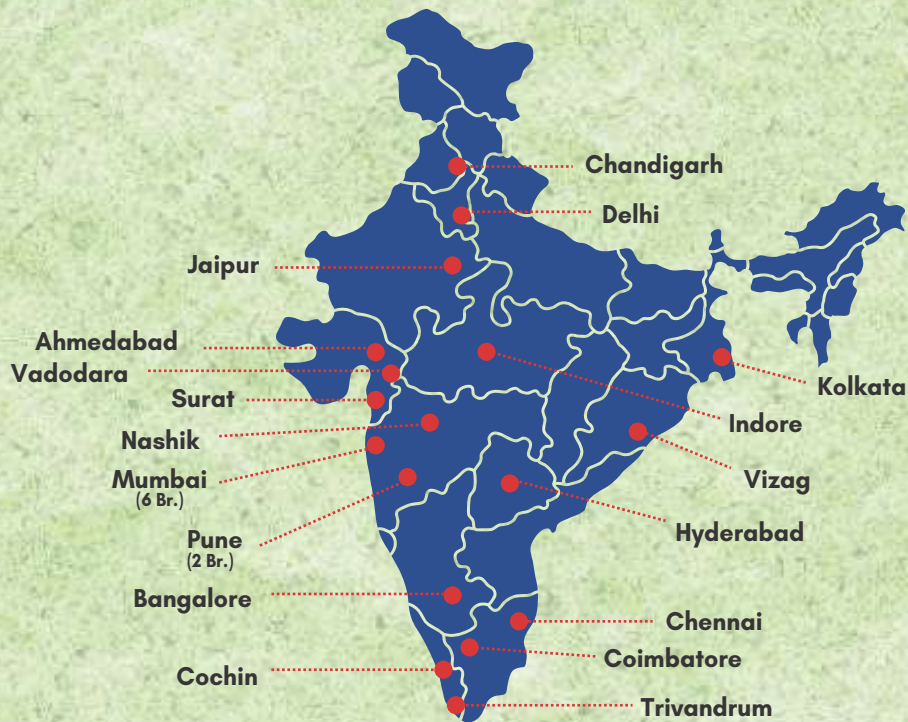 Chandigarh
Delhi
Jaipur
Ahmedabad
Vadodara
Kolkata
Surat
Indore
Nashik
Mumbai
(6 Br.)
Vizag
Hyderabad
Pune
(2 Br.)
Bangalore
Chennai
Coimbatore
Cochin
Trivandrum